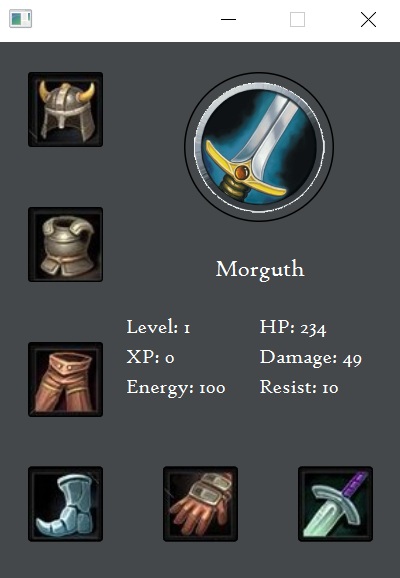 Morguth
Level: 1
HP: 234
XP: 0
Damage: 49
Energy: 100
Resist: 10